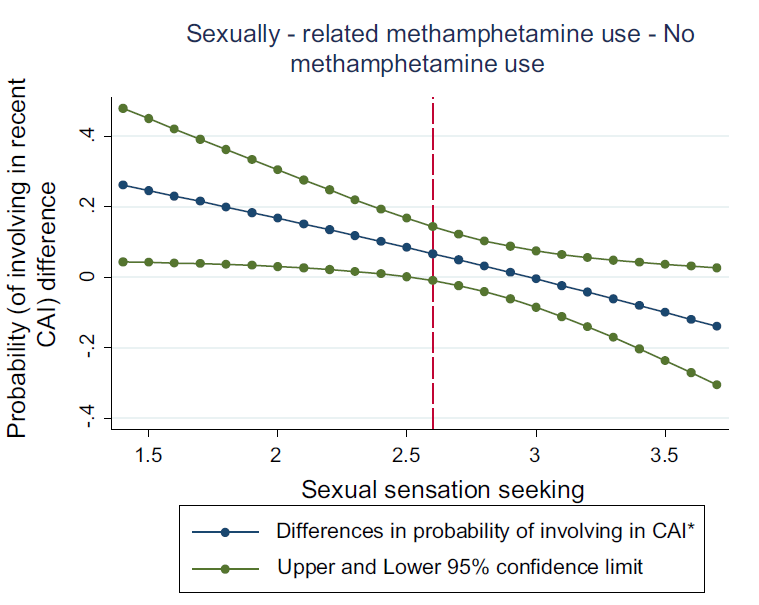 Sexually - related methamphetamine use - No
methamphetamine use
Probability (of involving in recent
CAI) difference
.4
.2
0
-.2
-.4
1.5 2 2.5 3 3.5
Sexual sensation seeking
Differences in probability of involving in CAI*
Upper and Lower 95% confidence limit